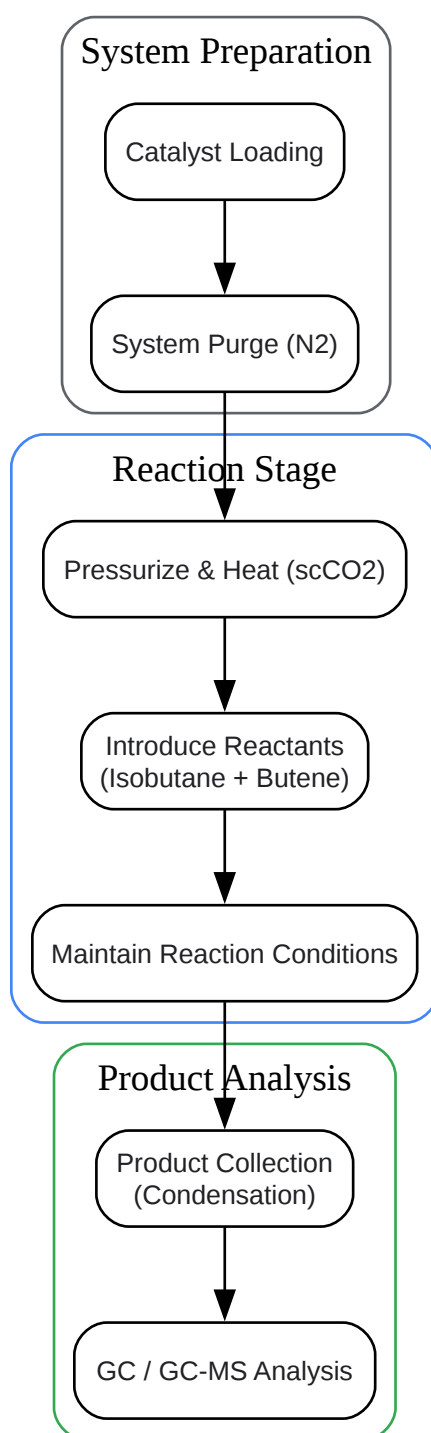 System Preparation
Catalyst Loading
System Purge (N2)
Reaction Stage
Pressurize & Heat (scCO2)
Introduce Reactants
(Isobutane + Butene)
Maintain Reaction Conditions
Product Analysis
Product Collection
(Condensation)
GC / GC-MS Analysis